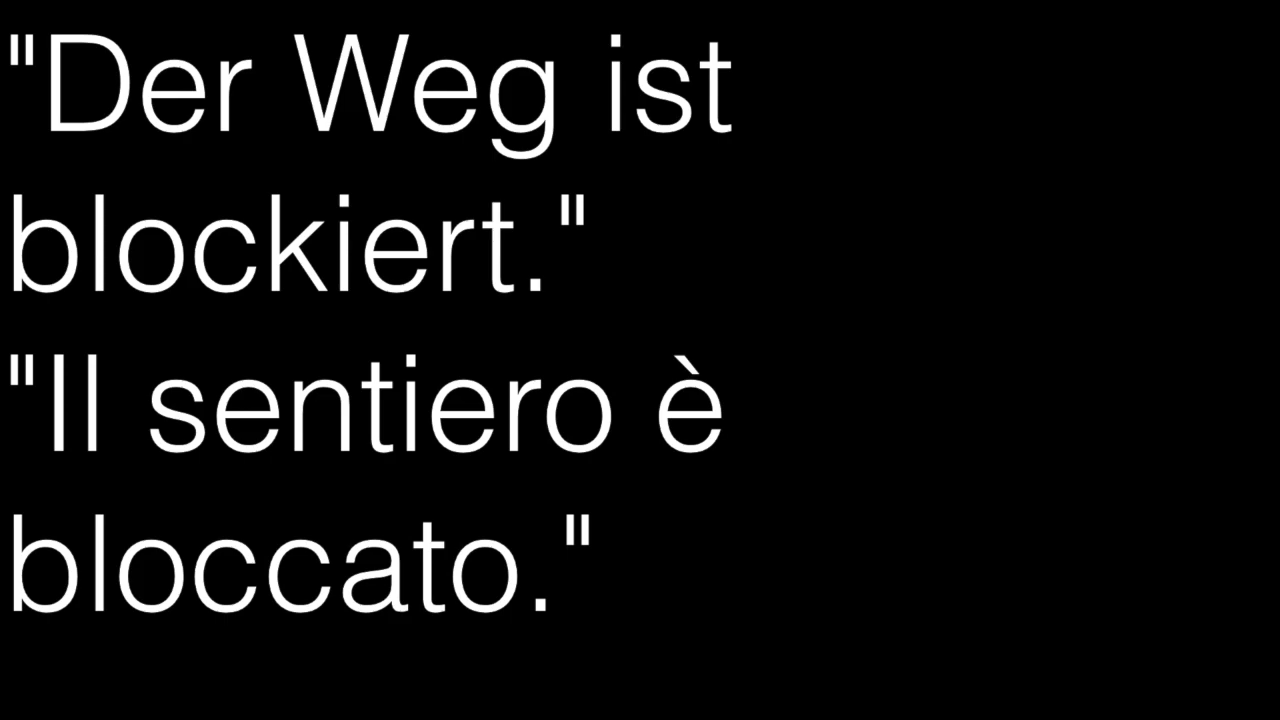 "Der Weg ist
blockiert."
"Il sentiero è
bloccato."